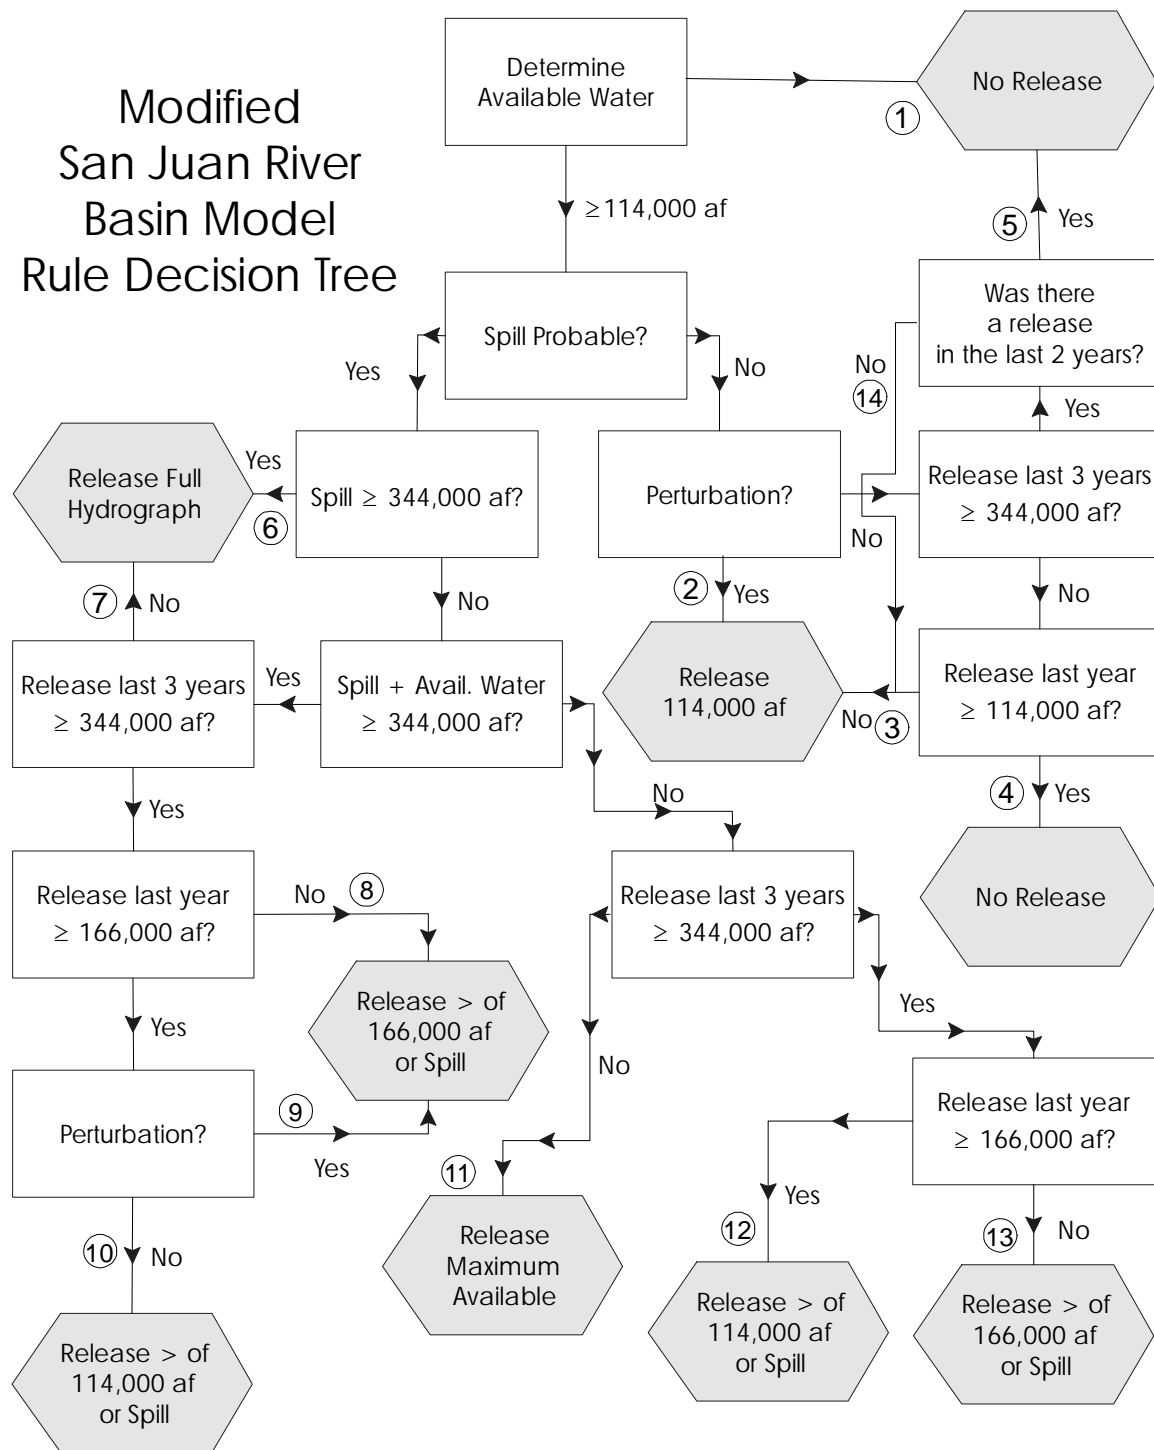 Modified
San Juan River
Basin Model
Rule Decision Tree
Determine
Available Water
No Release
1
≥114,000 af
5
Yes
Was there
a release
in the last 2 years?
Spill Probable?
Yes
No
No
14
Yes
Release Full
Hydrograph
Yes
6
Spill ≥ 344,000 af?
Perturbation?
No
Release last 3 years
≥ 344,000 af?
7
No
No
2
Yes
No
Release last 3 years
≥ 344,000 af?
Yes
Spill + Avail. Water
≥ 344,000 af?
Release
114,000 af
No
3
Release last year
≥ 114,000 af?
Yes
No
4
Yes
Release last year
≥ 166,000 af?
No
8
Release last 3 years
≥ 344,000 af?
No Release
Release > of
166,000 af
or Spill
Yes
Yes
No
Perturbation?
9
Yes
Release last year
≥ 166,000 af?
11
Yes
12
No
13
10
No
Release
Maximum
Available
Release > of
114,000 af
or Spill
Release > of
166,000 af
or Spill
Release > of
114,000 af
or Spill